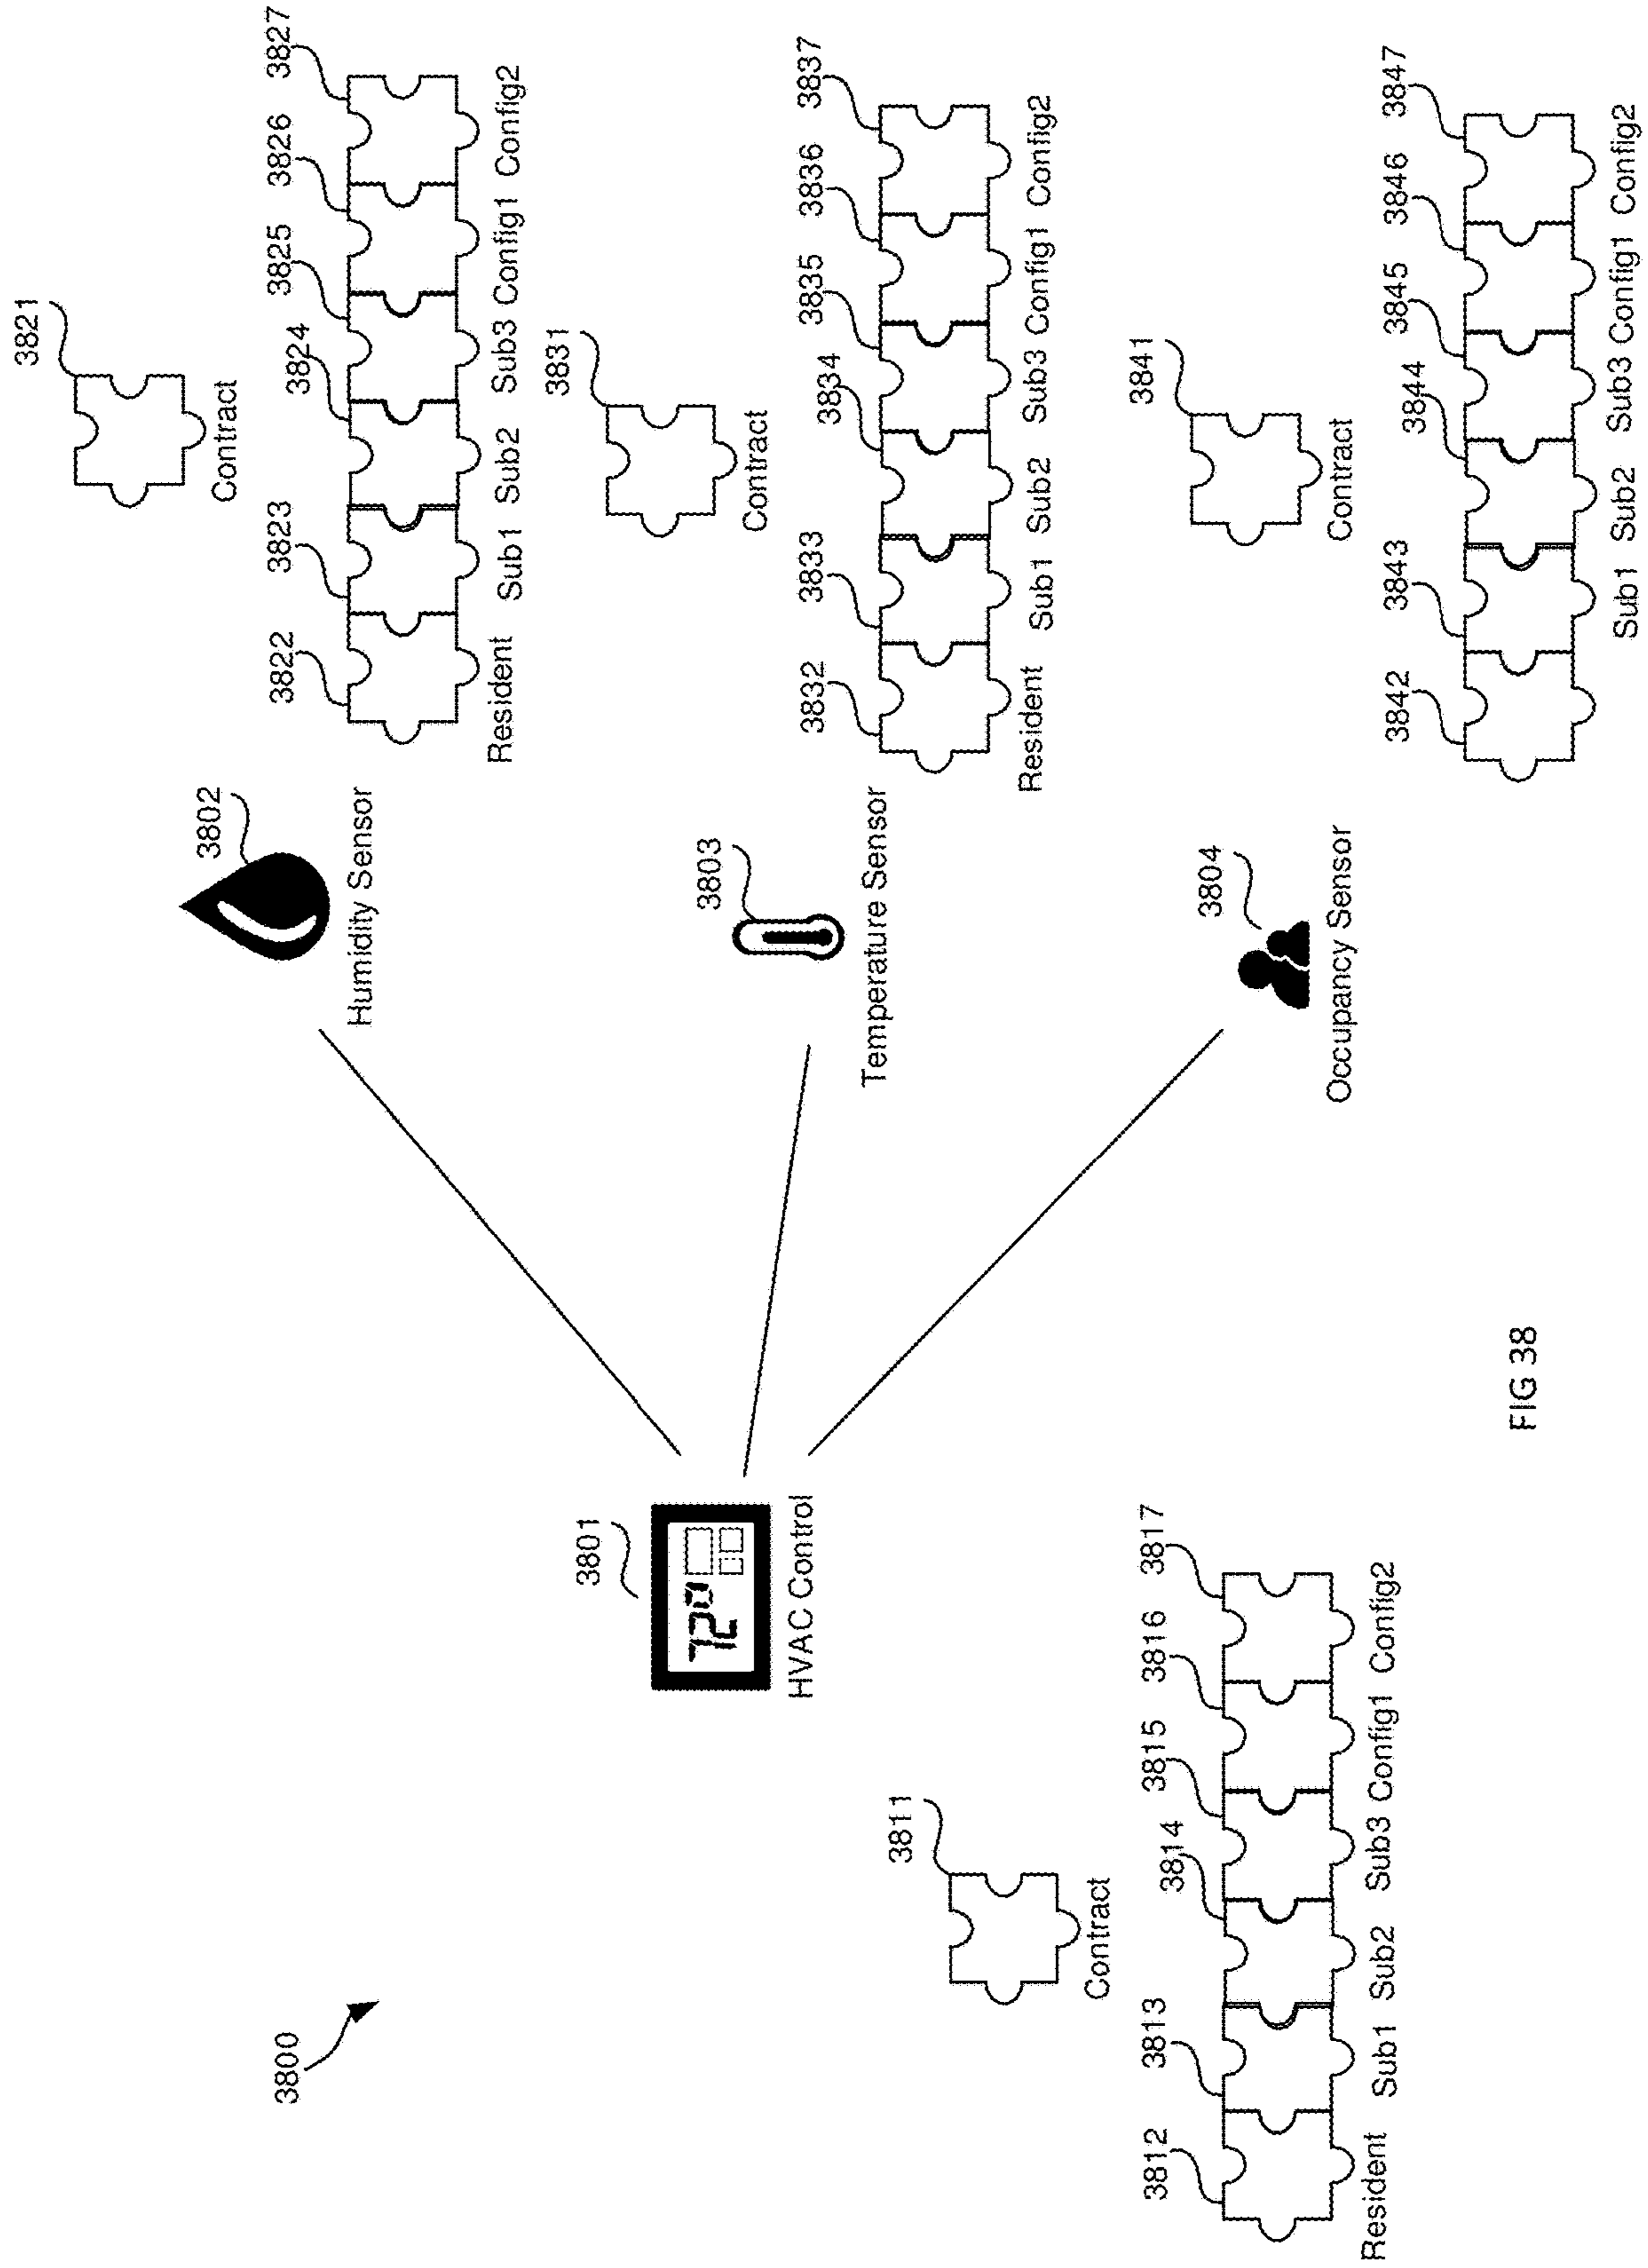 3800
3801
HVAC Control
3811
Contract
3812 3813 3814 3815 3816 3817
Resident Sub1 Sub2 Sub3 Config1 Config2
3802
Humidity Sensor
3821
Contract
3822 3823 3824 3825 3826 3827
Resident Sub1 Sub2 Sub3 Config1 Config2
3803
Temperature Sensor
3831
Contract
3832 3833 3834 3835 3836 3837
Resident Sub1 Sub2 Sub3 Config1 Config2
3804
Occupancy Sensor
3841
Contract
3842 3843 3844 3845 3846 3847
Sub1 Sub2 Sub3 Config1 Config2
72°
FIG 38